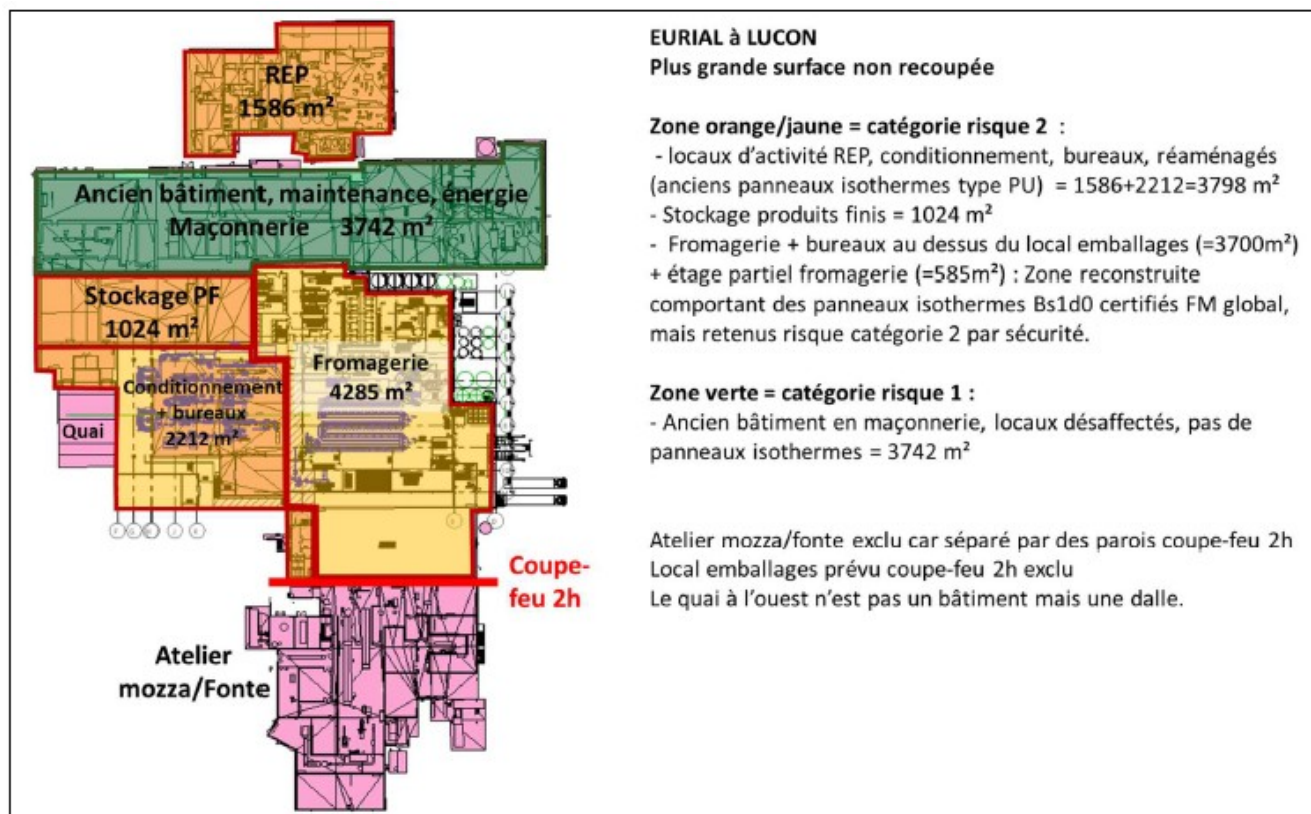 REP
1586 m²
Ancien bâtiment, maintenance, énergie
Maçonnerie 3742 m²
Stockage PF
1024 m²
Fromagerie
4285 m²
Conditionnement
+ bureaux
2212 m²
Quai
Coupe-
feu 2h
Atelier
mozza/Fonte
EURIAL à LUCON
Plus grande surface non recoupée
Zone orange/jaune = catégorie risque 2 :
- locaux d'activité REP, conditionnement, bureaux, réaménagés
(anciens panneaux isothermes type PU) = 1586+2212=3798 m²
- Stockage produits finis = 1024 m²
- Fromagerie + bureaux au dessus du local emballages (=3700m²)
+ étage partiel fromagerie (=585m²) : Zone reconstruite
comportant des panneaux isothermes Bs1d0 certifiés FM global,
mais retenus risque catégorie 2 par sécurité.
Zone verte = catégorie risque 1 :
- Ancien bâtiment en maçonnerie, locaux désaffectés, pas de
panneaux isothermes = 3742 m²
Atelier mozza/fonte exclu car séparé par des parois coupe-feu 2h
Local emballages prévu coupe-feu 2h exclu
Le quai à l'ouest n'est pas un bâtiment mais une dalle.